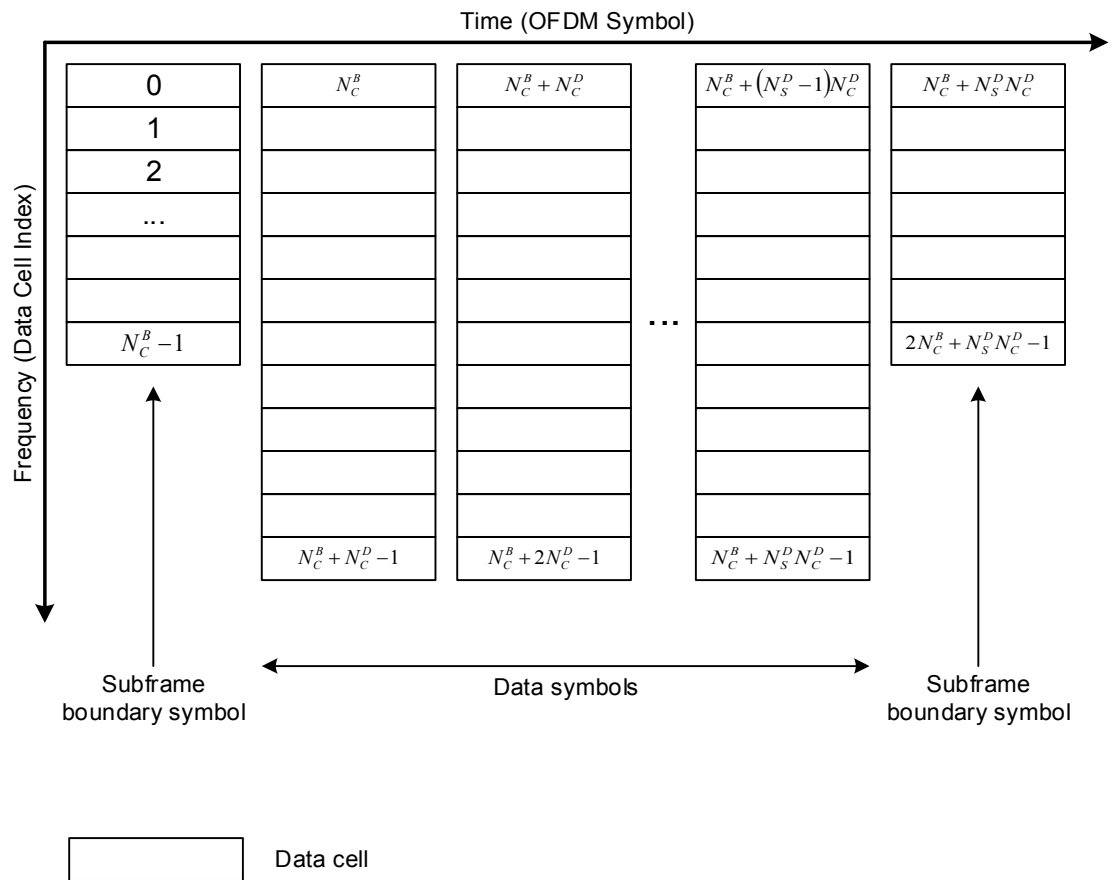 Time (OFDM Symbol)
Frequency (Data Cell Index)
0
1
2
...
$N_C^B - 1$
$N_C^B$
$N_C^B + N_C^D - 1$
$N_C^B + N_C^D$
$N_C^B + 2N_C^D - 1$
...
$N_C^B + (N_S^D - 1)N_C^D$
$N_C^B + N_S^D N_C^D - 1$
$N_C^B + N_S^D N_C^D$
$2N_C^B + N_S^D N_C^D - 1$
Subframe
boundary symbol
Data symbols
Subframe
boundary symbol
Data cell